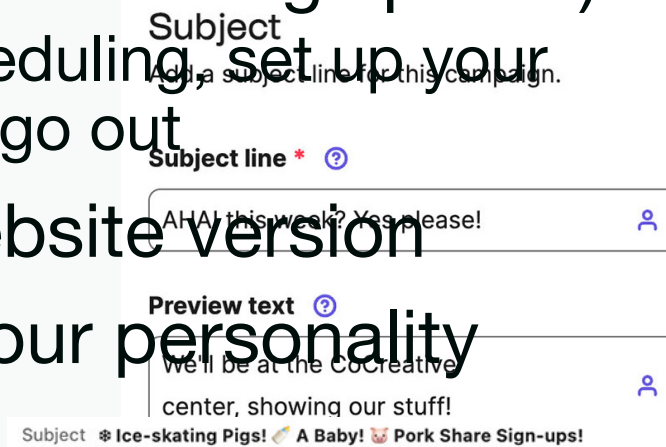 Subject
eduling, set up your
Add a subject line for this campaign.
go out
Subject line *
AHA! this week? Yes please!
ebsite version
Preview text
our personality
We'll be at the CoCreative
center, showing our stuff!
Subject ❄ Ice-skating Pigs! 🍼 A Baby! 🐷 Pork Share Sign-ups!